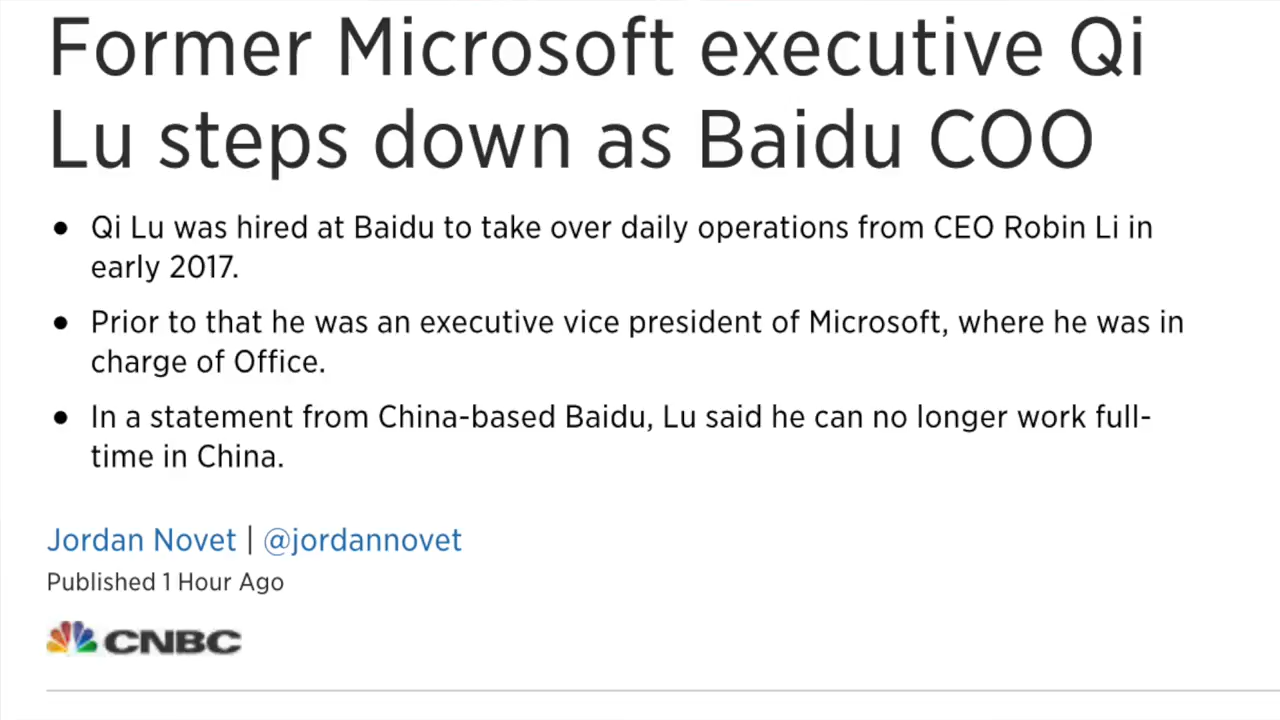 Former Microsoft executive Qi
Lu steps down as Baidu COO
● Qi Lu was hired at Baidu to take over daily operations from CEO Robin Li in
early 2017.
● Prior to that he was an executive vice president of Microsoft, where he was in
charge of Office.
● In a statement from China-based Baidu, Lu said he can no longer work full-
time in China.
Jordan Novet | @jordannovet
Published 1 Hour Ago
CNBC